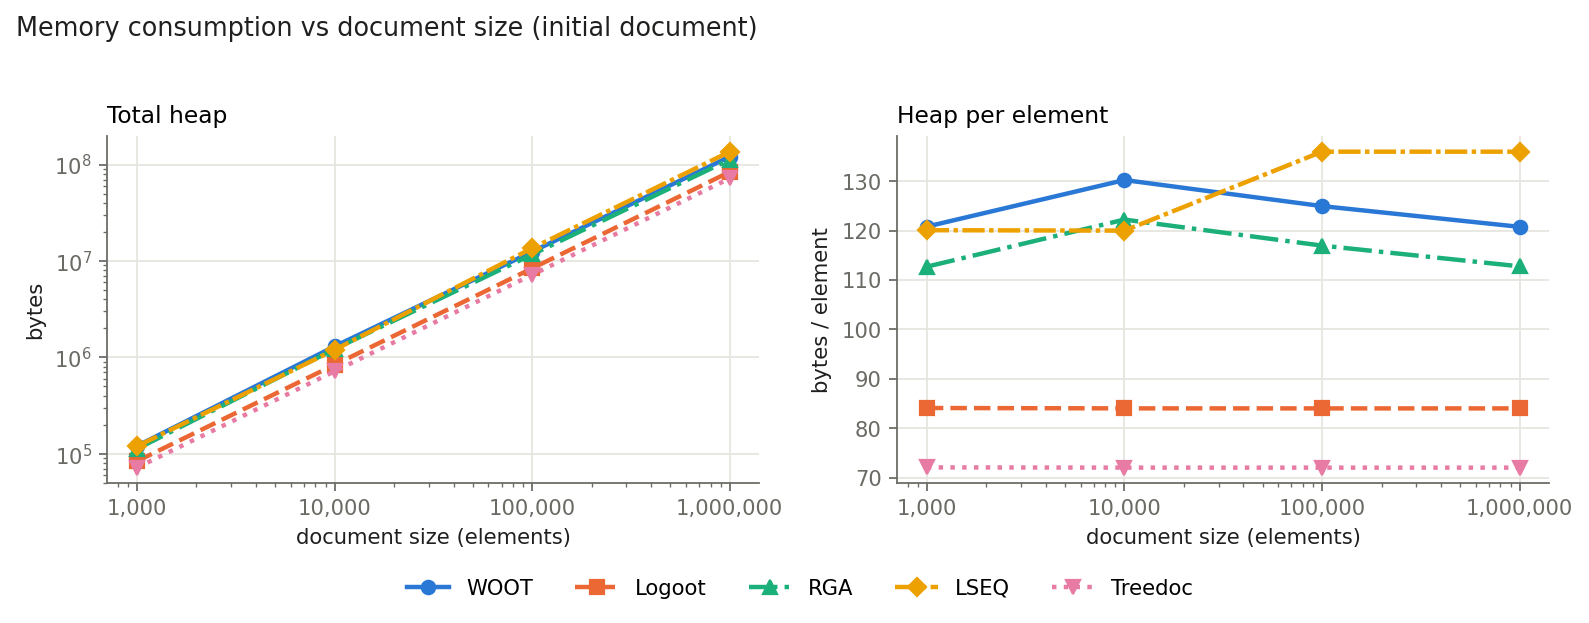 Memory consumption vs document size (initial document)
Total heap
bytes
10^8
10^7
10^6
10^5
1,000 10,000 100,000 1,000,000
document size (elements)
Heap per element
bytes / element
130
120
110
100
90
80
70
1,000 10,000 100,000 1,000,000
document size (elements)
WOOT Logoot RGA LSEQ Treedoc